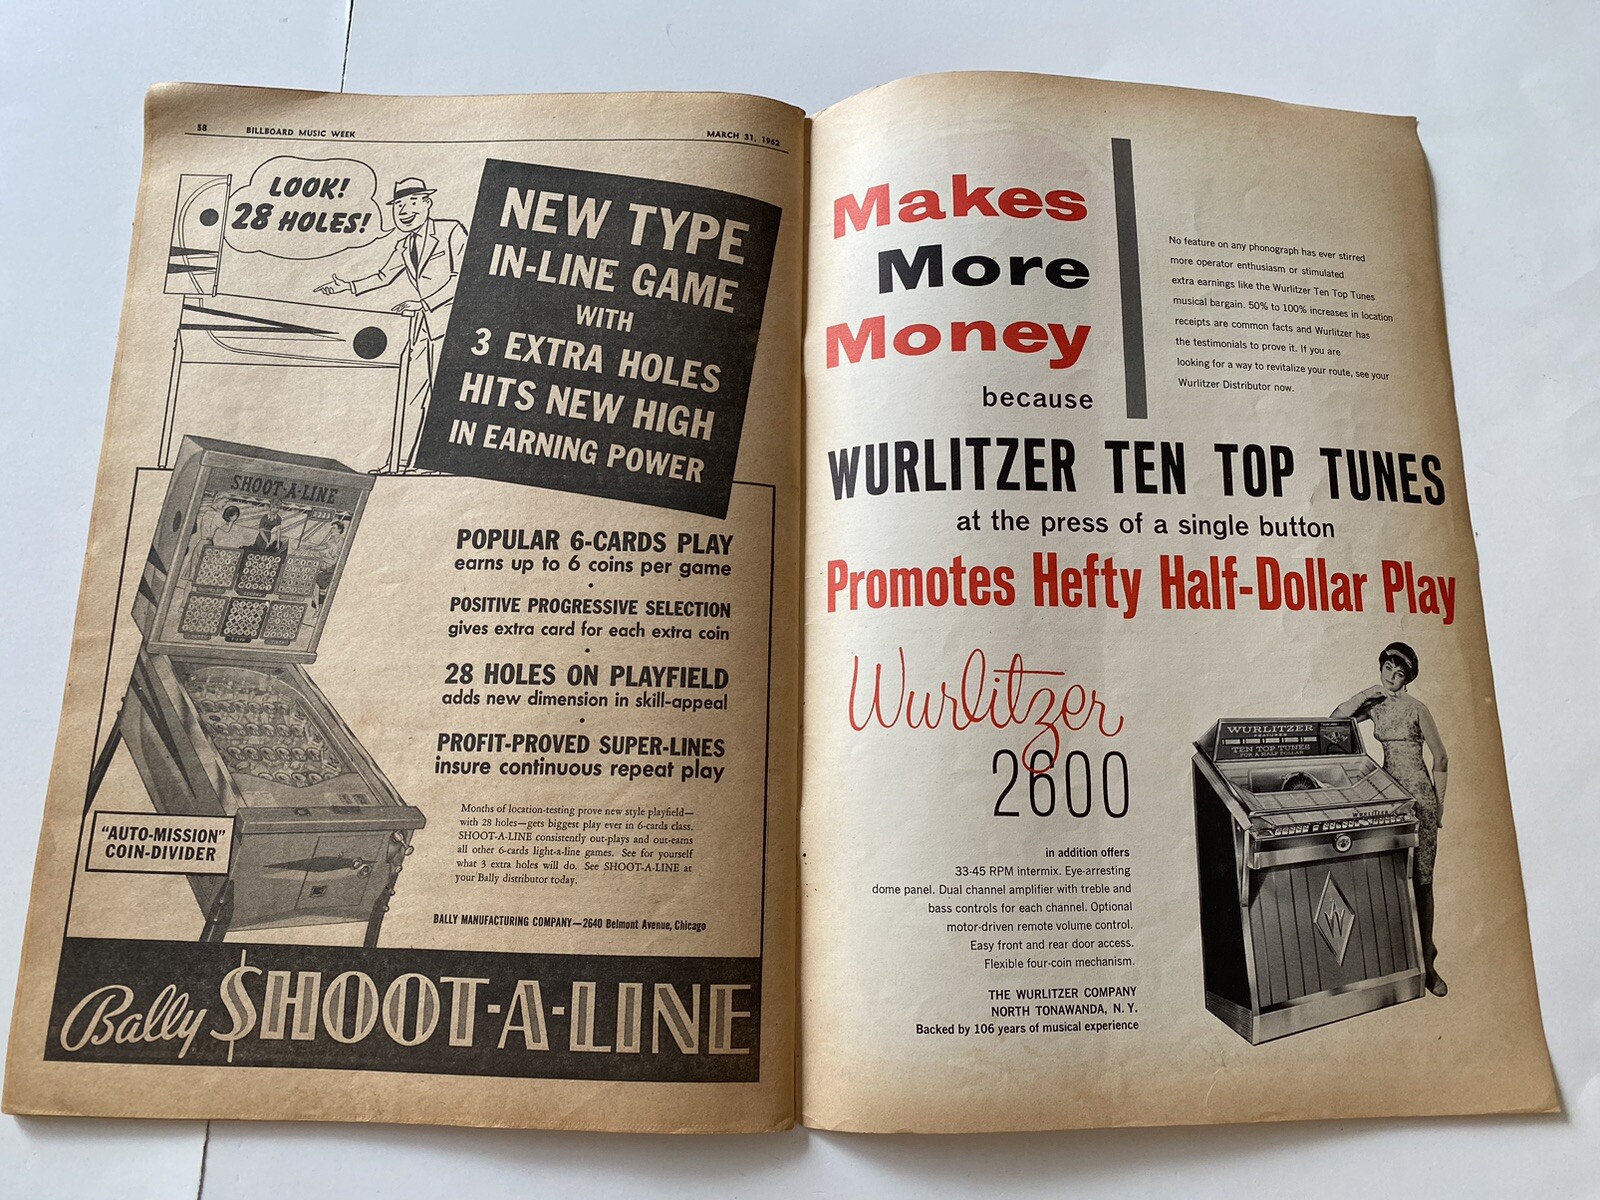 58 BILLBOARD MUSIC WEEK MARCH 31, 1962
LOOK!
28 HOLES!
NEW TYPE
IN-LINE GAME
WITH
3 EXTRA HOLES
HITS NEW HIGH
IN EARNING POWER
SHOOT-A-LINE
POPULAR 6-CARDS PLAY
earns up to 6 coins per game
•
POSITIVE PROGRESSIVE SELECTION
gives extra card for each extra coin
•
28 HOLES ON PLAYFIELD
adds new dimension in skill-appeal
•
PROFIT-PROVED SUPER-LINES
insure continuous repeat play
"AUTO-MISSION"
COIN-DIVIDER
Months of location-testing prove new style playfield—
with 28 holes—gets biggest play ever in 6-cards class.
SHOOT-A-LINE consistently out-plays and out-earns
all other 6-cards light-a-line games. See for yourself
what 3 extra holes will do. See SHOOT-A-LINE at
your Bally distributor today.
BALLY MANUFACTURING COMPANY—2640 Belmont Avenue, Chicago
Bally $HOOT-A-LINE
Makes
More
Money
because
No feature on any phonograph has ever stirred
more operator enthusiasm or stimulated
extra earnings like the Wurlitzer Ten Top Tunes
musical bargain. 50% to 100% increases in location
receipts are common facts and Wurlitzer has
the testimonials to prove it. If you are
looking for a way to revitalize your route, see your
Wurlitzer Distributor now.
WURLITZER TEN TOP TUNES
at the press of a single button
Promotes Hefty Half-Dollar Play
Wurlitzer
2600
in addition offers
33-45 RPM intermix. Eye-arresting
dome panel. Dual channel amplifier with treble and
bass controls for each channel. Optional
motor-driven remote volume control.
Easy front and rear door access.
Flexible four-coin mechanism.
THE WURLITZER COMPANY
NORTH TONAWANDA, N. Y.
Backed by 106 years of musical experience
WURLITZER
FEATURES
TEN TOP TUNES
FOR A HALF DOLLAR
WURLITZER
W